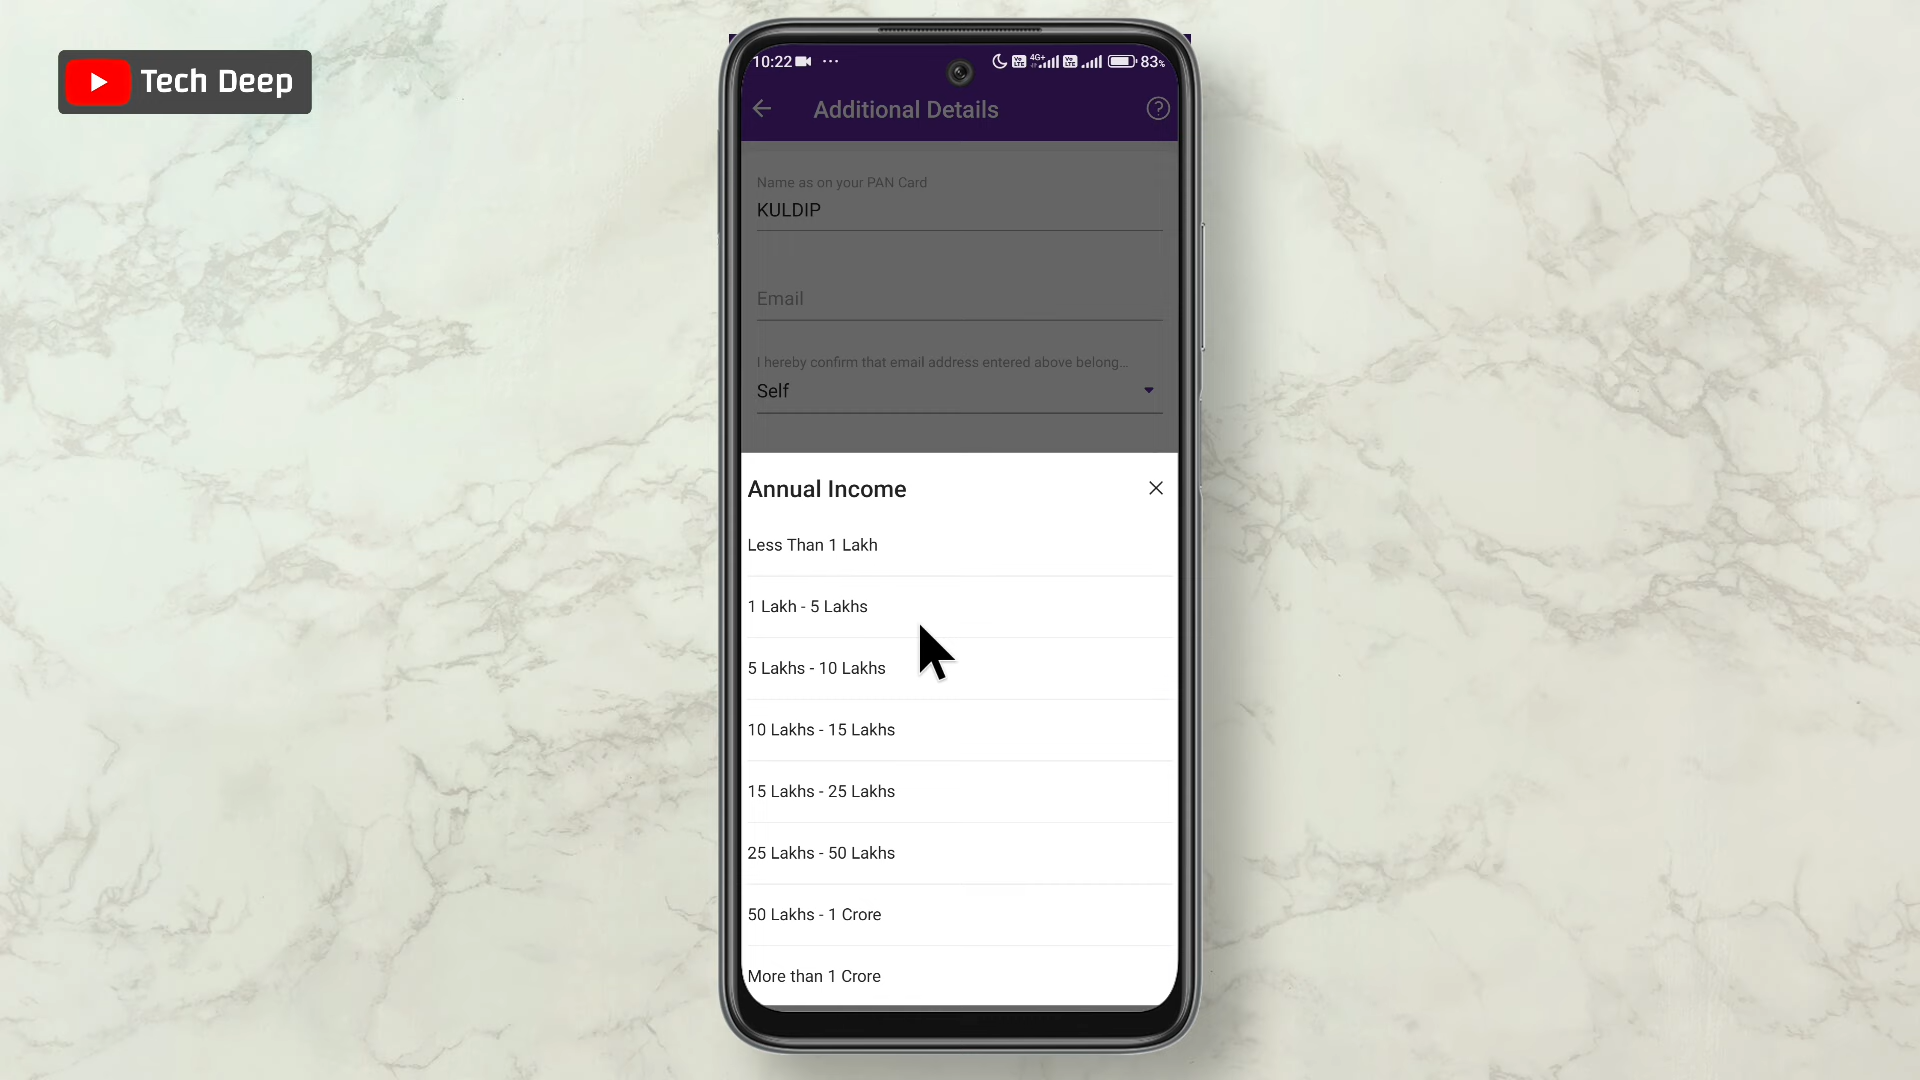 Tech Deep
10:22 ... 4G+ 83%
Additional Details
Name as on your PAN Card
KULDIP
Email
I hereby confirm that email address entered above belong...
Self
Annual Income
Less Than 1 Lakh
1 Lakh - 5 Lakhs
5 Lakhs - 10 Lakhs
10 Lakhs - 15 Lakhs
15 Lakhs - 25 Lakhs
25 Lakhs - 50 Lakhs
50 Lakhs - 1 Crore
More than 1 Crore